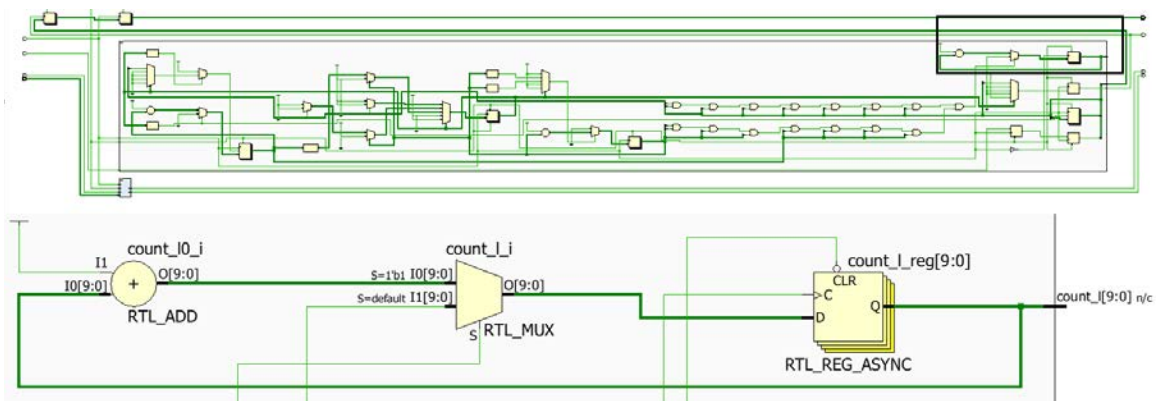 count_l0_i
count_l_i
count_l_reg[9:0]
I1
I0[9:0]
O[9:0]
+
RTL_ADD
S=1'b1 I0[9:0]
S=default I1[9:0]
O[9:0]
S
RTL_MUX
CLR
C
D
Q
RTL_REG_ASYNC
count_l[9:0] n/c